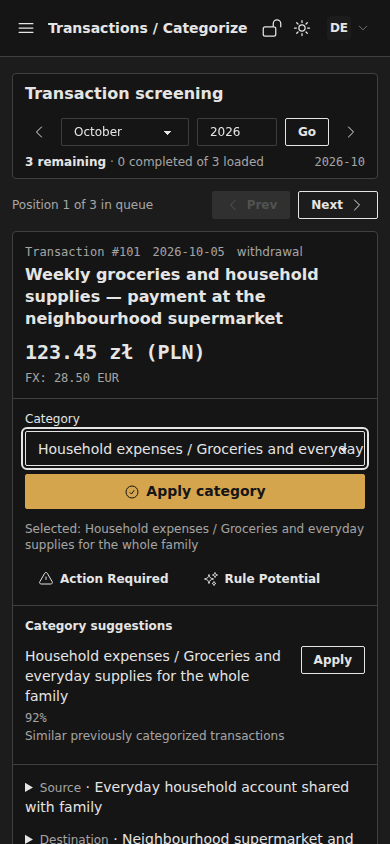 Transactions / Categorize DE
Transaction screening
October 2026 Go
3 remaining · 0 completed of 3 loaded 2026-10
Position 1 of 3 in queue Prev Next
Transaction #101 2026-10-05 withdrawal
Weekly groceries and household
supplies — payment at the
neighbourhood supermarket
123.45 zł (PLN)
FX: 28.50 EUR
Category
Household expenses / Groceries and everyday
Apply category
Selected: Household expenses / Groceries and everyday
supplies for the whole family
Action Required Rule Potential
Category suggestions
Household expenses / Groceries and
everyday supplies for the whole
family
Apply
92%
Similar previously categorized transactions
Source · Everyday household account shared
with family
Destination · Neighbourhood supermarket and